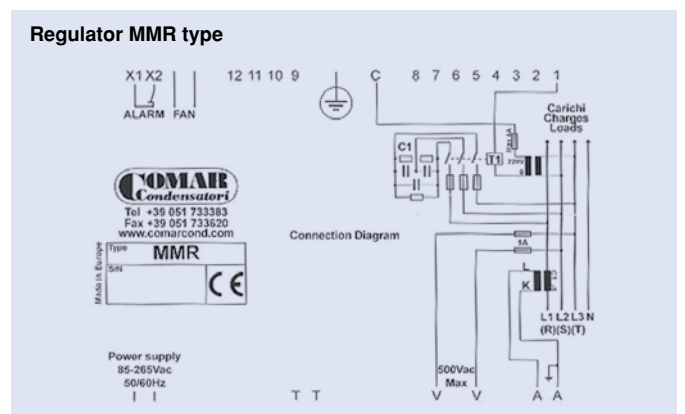 Regulator MMR type
X1 X2 12 11 10 9 C 8 7 6 5 4 3 2 1
ALARM FAN
Carichi
Charges
Loads
C1
T1
220V
0
COMAR
Condensatori
Tel +39 051 733383
Fax +39 051 733620
www.comarcond.com
Connection Diagram
Made in Europe
Type MMR
S/N
CE
1A
L
K
L1 L2 L3 N
(R)(S)(T)
Power supply
85-265Vac
50/60Hz
500Vac
Max
T T V V A A